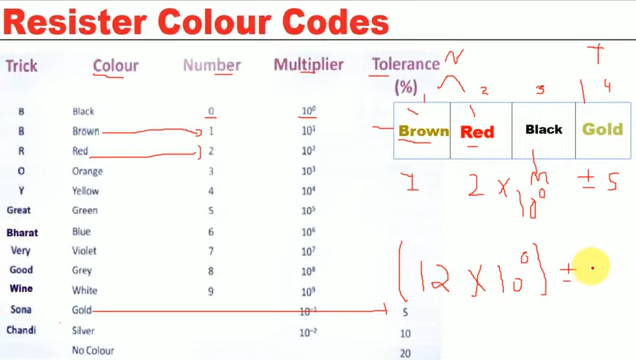 Resister Colour Codes
Trick Colour Number Multiplier Tolerance
(%)
B Black 0 10⁰
B Brown 1 10¹
R Red 2 10²
O Orange 3 10³
Y Yellow 4 10⁴
Great Green 5 10⁵
Bharat Blue 6 10⁶
Very Violet 7 10⁷
Good Grey 8 10⁸
Wine White 9 10⁹
Sona Gold 10⁻¹ 5
Chandi Silver 10⁻² 10
No Colour 20
N T
1 2 3 4
Brown Red Black Gold
M
1 2 × 10⁰ ± 5
(12 × 10⁰) ±